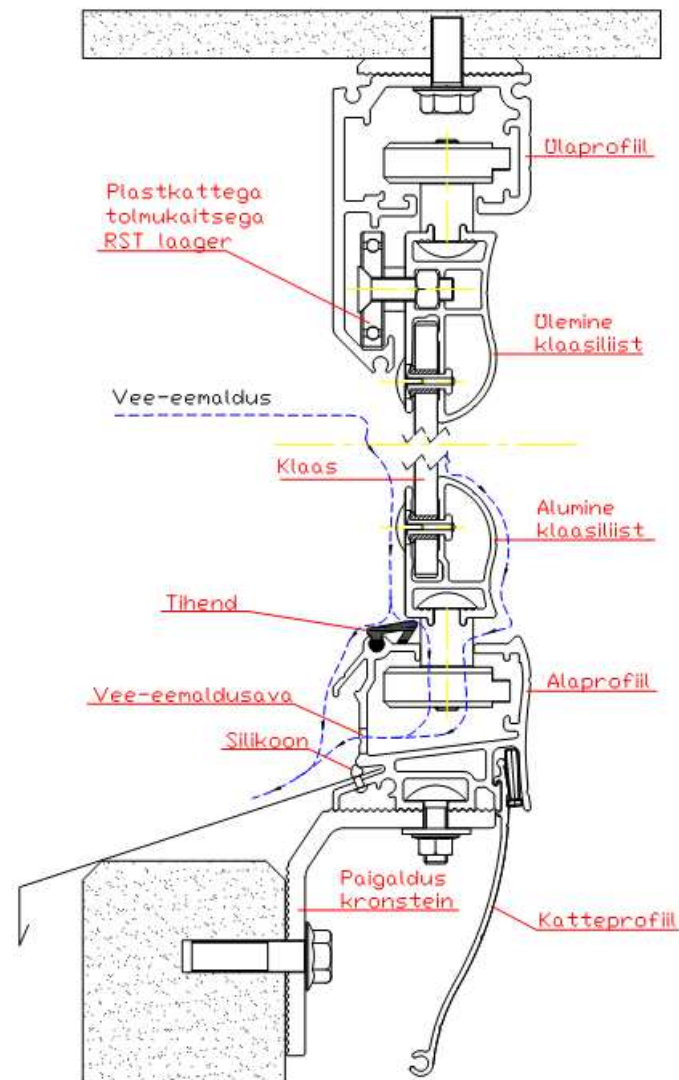 Ülaprofiil
Plastkattega
tolmukaitsega
RST laager
Ülemine
klaasiliist
Vee-eemaldus
Klaas
Alumine
klaasiliist
Tihend
Vee-eemaldusava
Alaprofiil
Silikoon
Paigaldus
kronstein
Katteprofiil